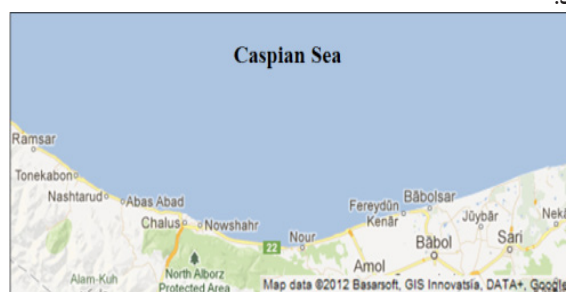 Caspian Sea
Ramsar
Tonekabon
Nashtarud
Abas Abad
Chalus
Nowshahr
22
Nour
Fereydūn
Kenār
Bābolsar
Jūybār
Nekā
Bābol
Sari
Amol
Alam-Kuh
North Alborz
Protected Area
Map data ©2012 Basarsoft, GIS Innovatsia, DATA+, Google